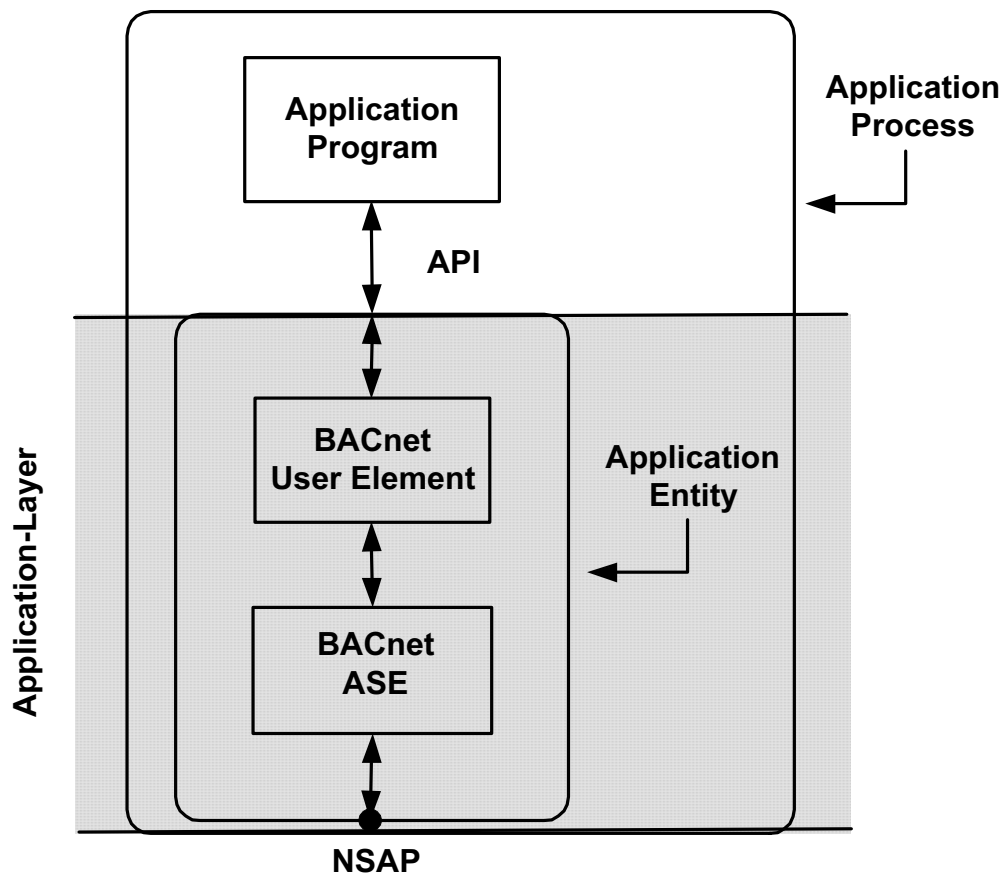 Application
Program
Application
Process
API
BACnet
User Element
Application
Entity
BACnet
ASE
Application-Layer
NSAP